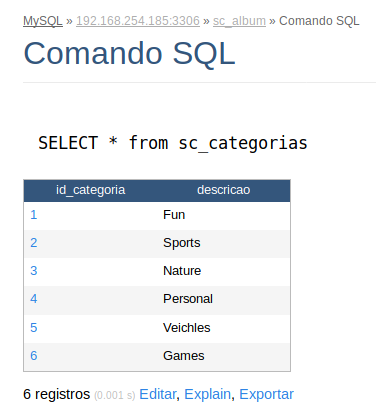 MySQL » 192.168.254.185:3306 » sc_album » Comando SQL
Comando SQL
SELECT * from sc_categorias
id_categoria descricao
1 Fun
2 Sports
3 Nature
4 Personal
5 Veichles
6 Games
6 registros (0.001 s) Editar, Explain, Exportar